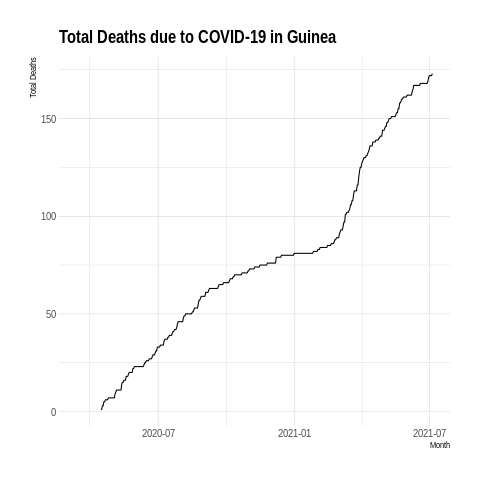 Total Deaths due to COVID-19 in Guinea
Total Deaths
150
100
50
0
2020-07
2021-01
2021-07
Month